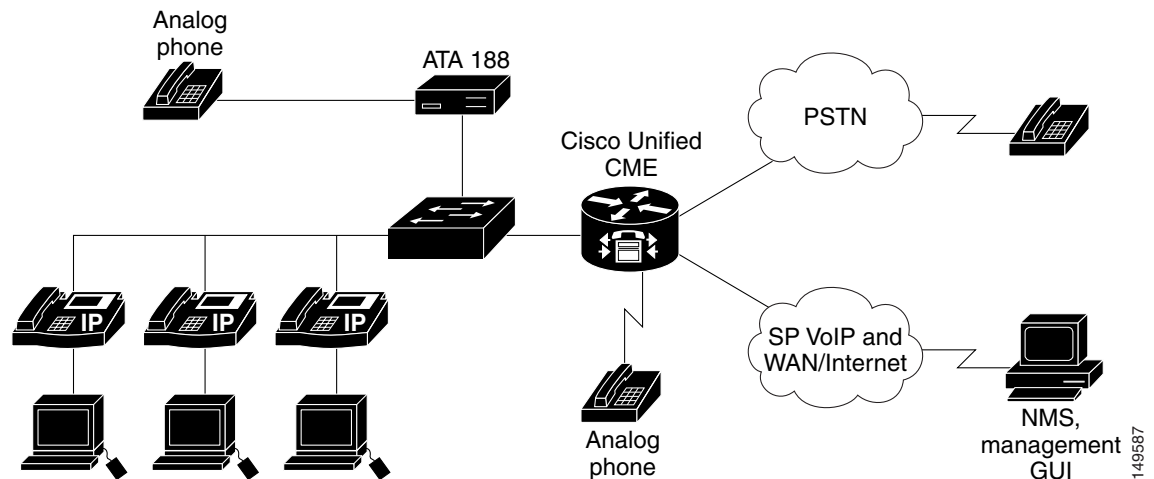 Analog
phone
ATA 188
Cisco Unified
CME
PSTN
IP
IP
IP
SP VoIP and
WAN/Internet
Analog
phone
NMS,
management
GUI
149587